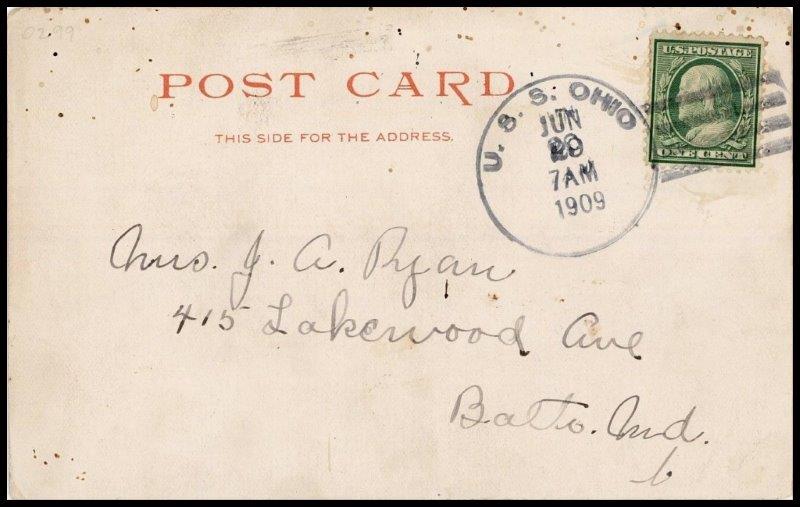 0299
POST CARD
THIS SIDE FOR THE ADDRESS.
U. S. S. OHIO
JUN
7AM
1909
U.S. POSTAGE
ONE CENT
Mrs. J. A. Ryan
415 Lakewood Ave
Balto. Md.